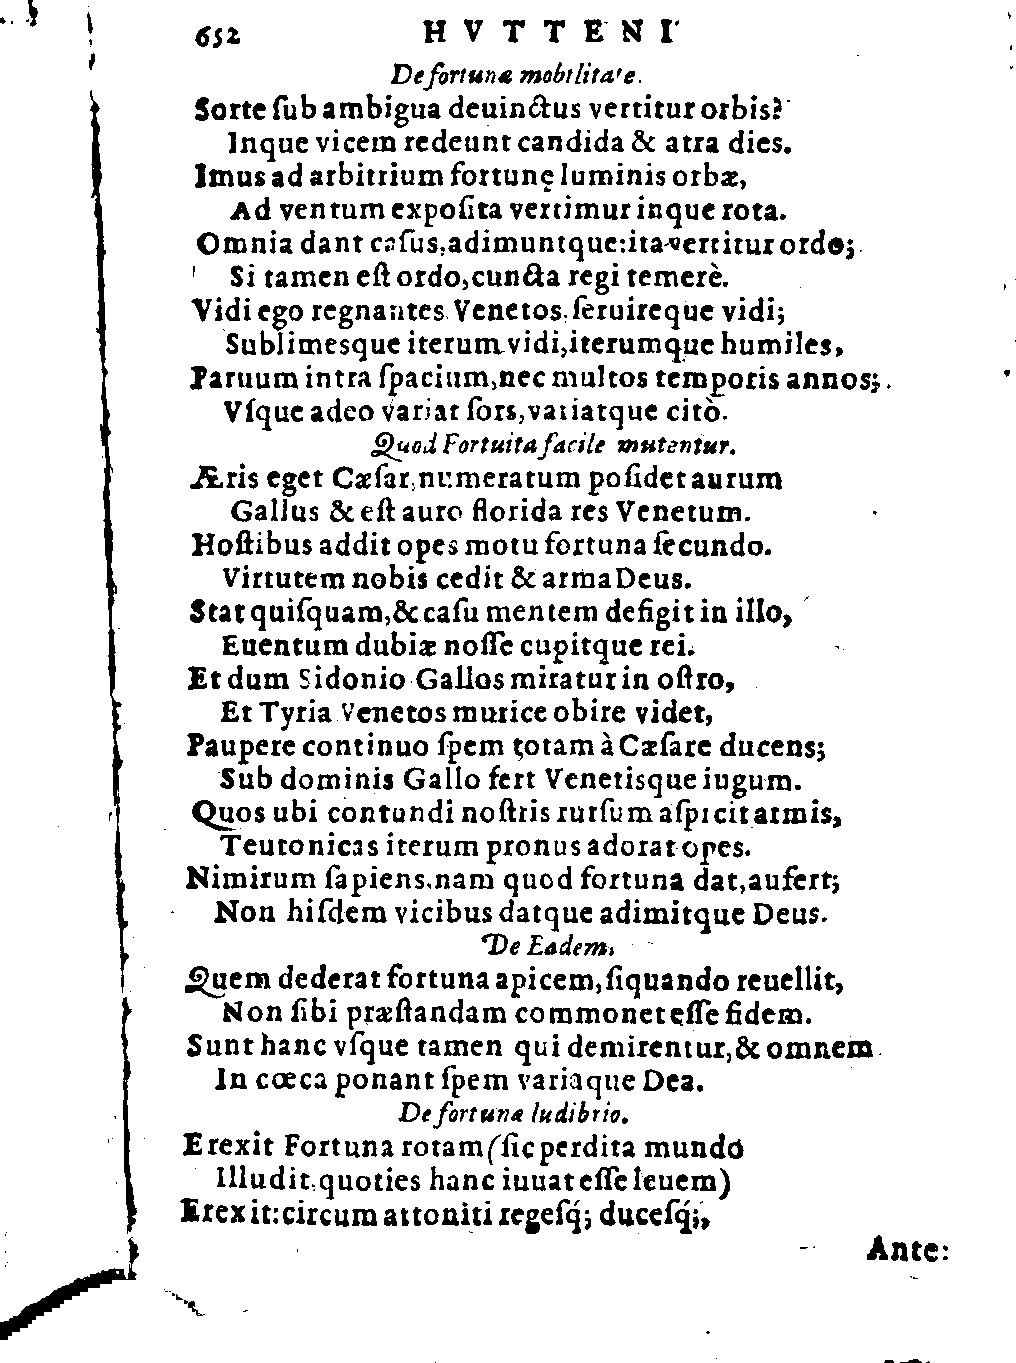 652 HVTTENI
De fortunæ mobilitate.
Sorte ſub ambigua deuinctus vertitur orbis?
Inque vicem redeunt candida & atra dies.
Imus ad arbitrium fortunę luminis orbæ,
Ad ventum expoſita vertimur inque rota.
Omnia dant caſus, adimuntque: ita vertitur ordo;
Si tamen eſt ordo, cuncta regi temerè.
Vidi ego regnantes Venetos, ſeruireque vidi;
Sublimesque iterum vidi, iterumque humiles,
Paruum intra ſpacium, nec multos temporis annos;
Vſque adeo variat ſors, variatque citò.
Quod Fortuita facile mutentur.
Æris eget Cæſar, numeratum poſidet aurum
Gallus & eſt auro florida res Venetum.
Hoſtibus addit opes motu fortuna ſecundo.
Virtutem nobis cedit & arma Deus.
Stat quiſquam, & caſu mentem defigit in illo,
Euentum dubiæ noſſe cupitque rei.
Et dum Sidonio Gallos miratur in oſtro,
Et Tyria Venetos murice obire videt,
Paupere continuo ſpem totam à Cæſare ducens;
Sub dominis Gallo fert Venetisque iugum.
Quos ubi contundi noſtris rurſum aſpicit armis,
Teutonicas iterum pronus adorat opes.
Nimirum ſapiens, nam quod fortuna dat, aufert;
Non hiſdem vicibus datque adimitque Deus.
De Eadem.
Quem dederat fortuna apicem, ſiquando reuellit,
Non ſibi præſtandam commonet eſſe fidem.
Sunt hanc vſque tamen qui demirentur, & omnem
In cœca ponant ſpem variaque Dea.
De fortunæ ludibrio.
Erexit Fortuna rotam (ſic perdita mundo
Illudit, quoties hanc iuuat eſſe leuem)
Erexit: circum attoniti regeſq́; duceſq́;,
Ante: